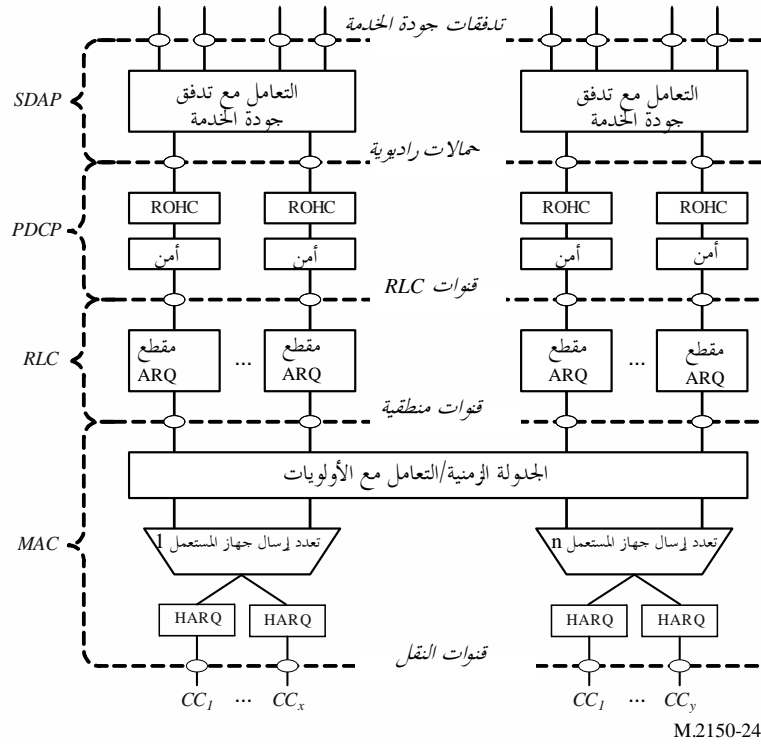 تدفقات جودة الخدمة
SDAP
التعامل مع تدفق
جودة الخدمة
التعامل مع تدفق
جودة الخدمة
حمالات راديوية
PDCP
ROHC
ROHC
ROHC
ROHC
أمن
أمن
أمن
أمن
قنوات RLC
RLC
مقطع
ARQ
...
مقطع
ARQ
مقطع
ARQ
...
مقطع
ARQ
قنوات منطقية
MAC
الجدولة الزمنية/التعامل مع الأولويات
تعدد إرسال جهاز المستعمل 1
تعدد إرسال جهاز المستعمل n
HARQ
HARQ
HARQ
HARQ
قنوات النقل
CC1 ... CCx
CC1 ... CCy
M.2150-24